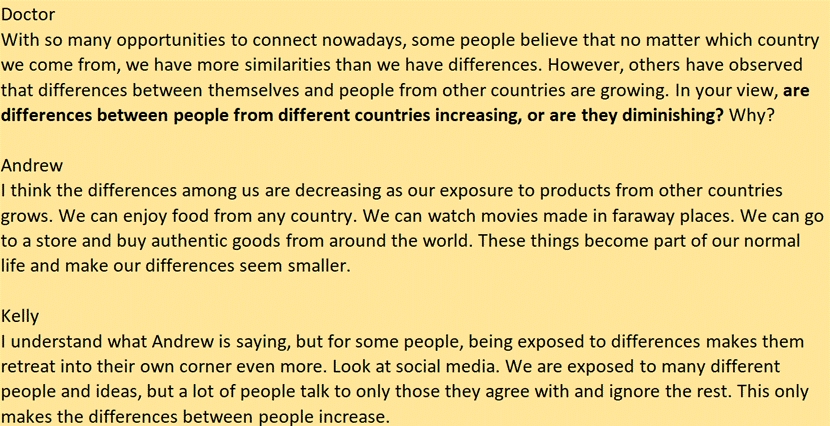 Doctor
With so many opportunities to connect nowadays, some people believe that no matter which country
we come from, we have more similarities than we have differences. However, others have observed
that differences between themselves and people from other countries are growing. In your view, are
differences between people from different countries increasing, or are they diminishing? Why?
Andrew
I think the differences among us are decreasing as our exposure to products from other countries
grows. We can enjoy food from any country. We can watch movies made in faraway places. We can go
to a store and buy authentic goods from around the world. These things become part of our normal
life and make our differences seem smaller.
Kelly
I understand what Andrew is saying, but for some people, being exposed to differences makes them
retreat into their own corner even more. Look at social media. We are exposed to many different
people and ideas, but a lot of people talk to only those they agree with and ignore the rest. This only
makes the differences between people increase.